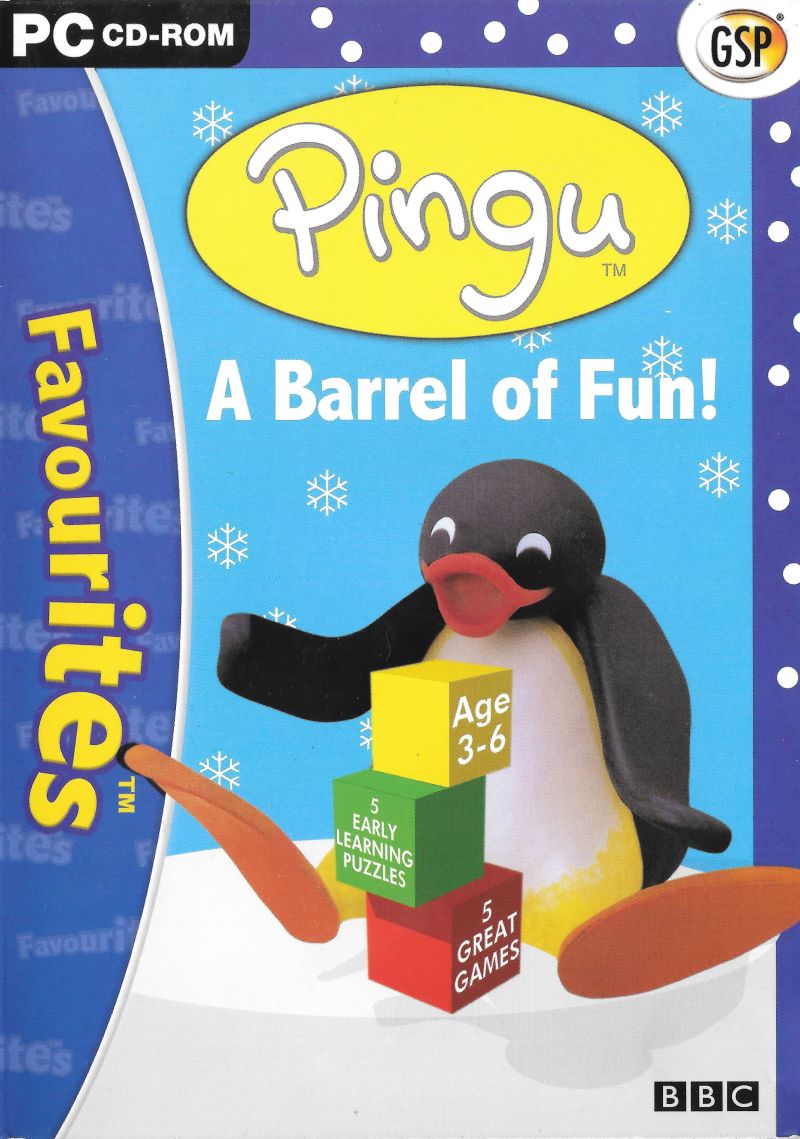 PC CD-ROM
GSP
Pingu
TM
A Barrel of Fun!
Favourites
TM
Age
3-6
5
EARLY
LEARNING
PUZZLES
5
GREAT
GAMES
BBC